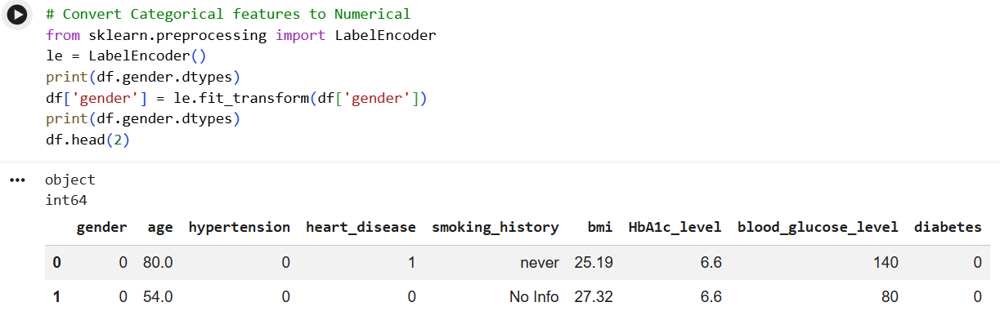 # Convert Categorical features to Numerical
from sklearn.preprocessing import LabelEncoder
le = LabelEncoder()
print(df.gender.dtypes)
df['gender'] = le.fit_transform(df['gender'])
print(df.gender.dtypes)
df.head(2)
object
int64
gender age hypertension heart_disease smoking_history bmi HbA1c_level blood_glucose_level diabetes
0 0 80.0 0 1 never 25.19 6.6 140 0
1 0 54.0 0 0 No Info 27.32 6.6 80 0